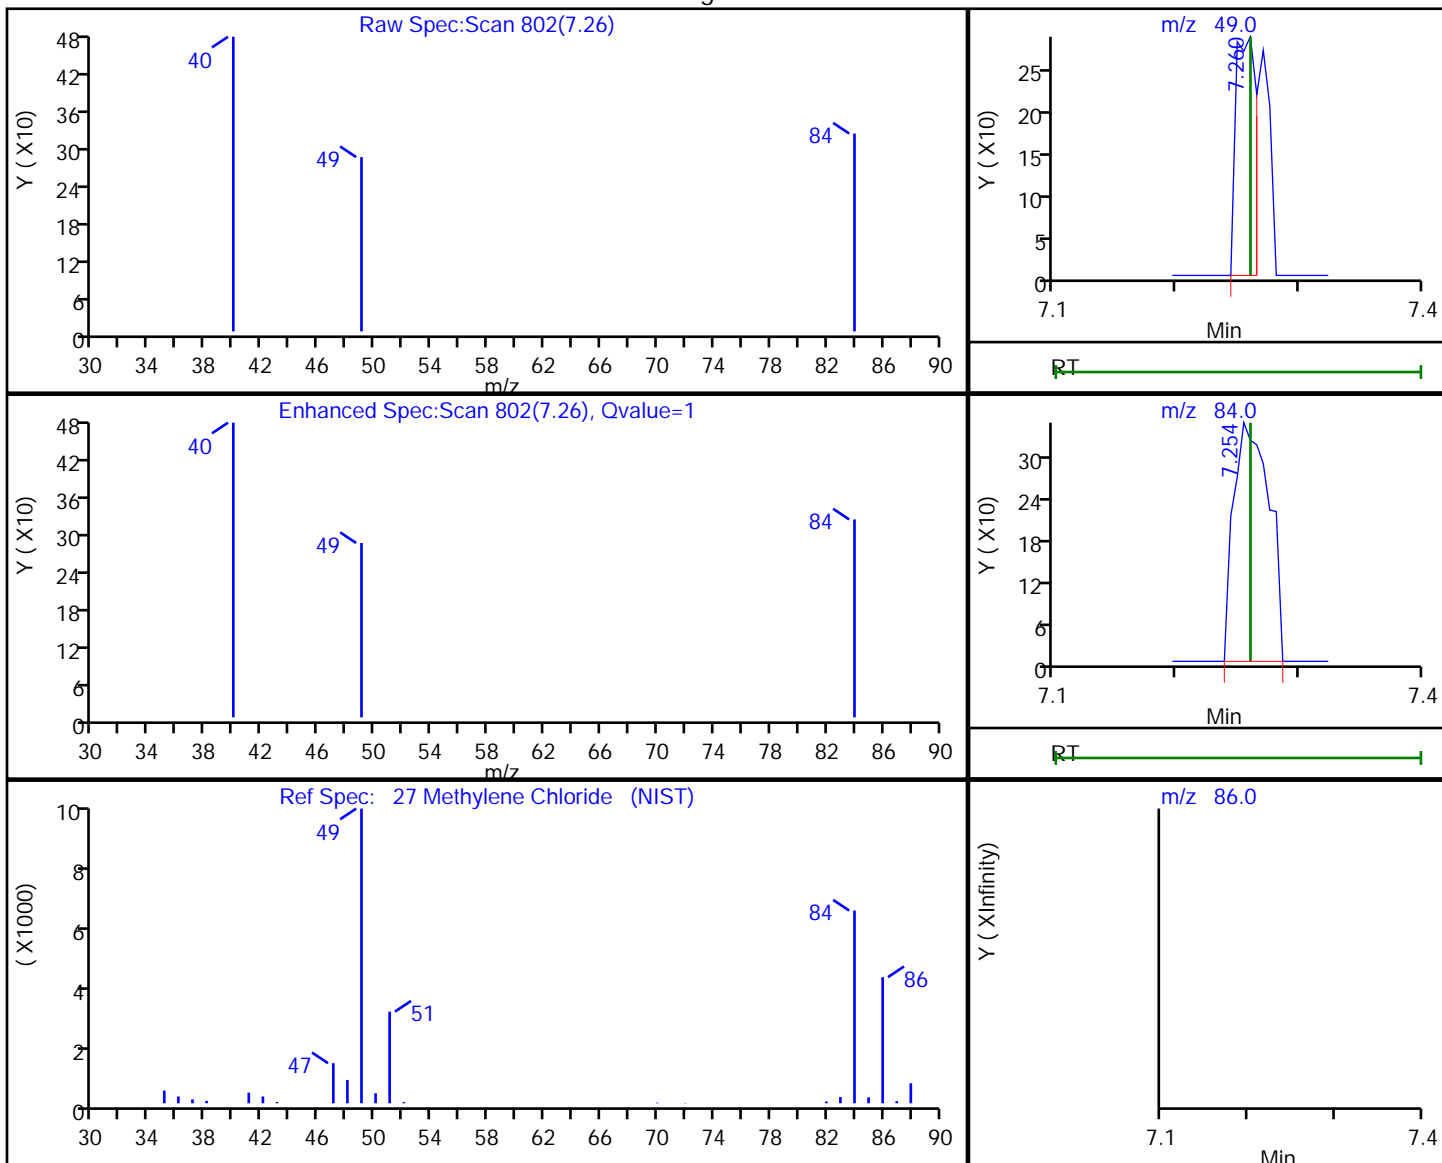 Raw Spec:Scan 802(7.26)
Y ( X10)
48
42
36
30
24
18
12
6
0
40
49
84
30 34 38 42 46 50 54 58 62 66 70 74 78 82 86 90
m/z
m/z 49.0
Y ( X10)
25
20
15
10
5
0
7.260
7.1 7.4
Min
RT
Enhanced Spec:Scan 802(7.26), Qvalue=1
Y ( X10)
48
42
36
30
24
18
12
6
0
40
49
84
30 34 38 42 46 50 54 58 62 66 70 74 78 82 86 90
m/z
m/z 84.0
Y ( X10)
30
24
18
12
6
0
7.254
7.1 7.4
Min
RT
Ref Spec: 27 Methylene Chloride (NIST)
( X1000)
10
8
6
4
2
0
47
49
51
84
86
30 34 38 42 46 50 54 58 62 66 70 74 78 82 86 90
m/z 86.0
Y ( XInfinity)
7.1 7.4
Min